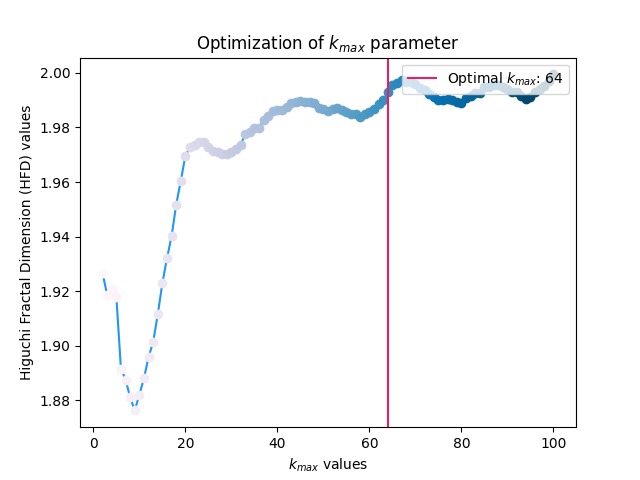 Optimization of k_max parameter
Optimal k_max: 64
Higuchi Fractal Dimension (HFD) values
2.00
1.98
1.96
1.94
1.92
1.90
1.88
0 20 40 60 80 100
k_max values